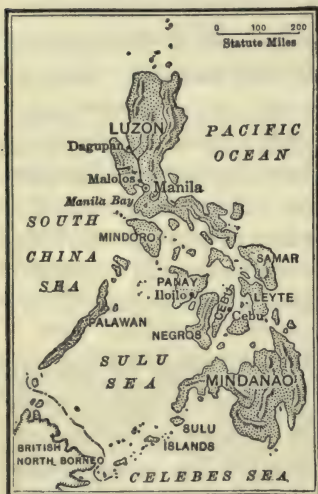 0 100 200
Statute Miles
LUZON
PACIFIC
OCEAN
Dagupan
Malolos
Manila
Manila Bay
SOUTH
CHINA
SEA
MINDORO
SAMAR
PANAY
Iloilo
LEYTE
CEBU
Cebu
PALAWAN
NEGROS
SULU
SEA
MINDANAO
SULU
ISLANDS
BRITISH
NORTH BORNEO
CELEBES SEA